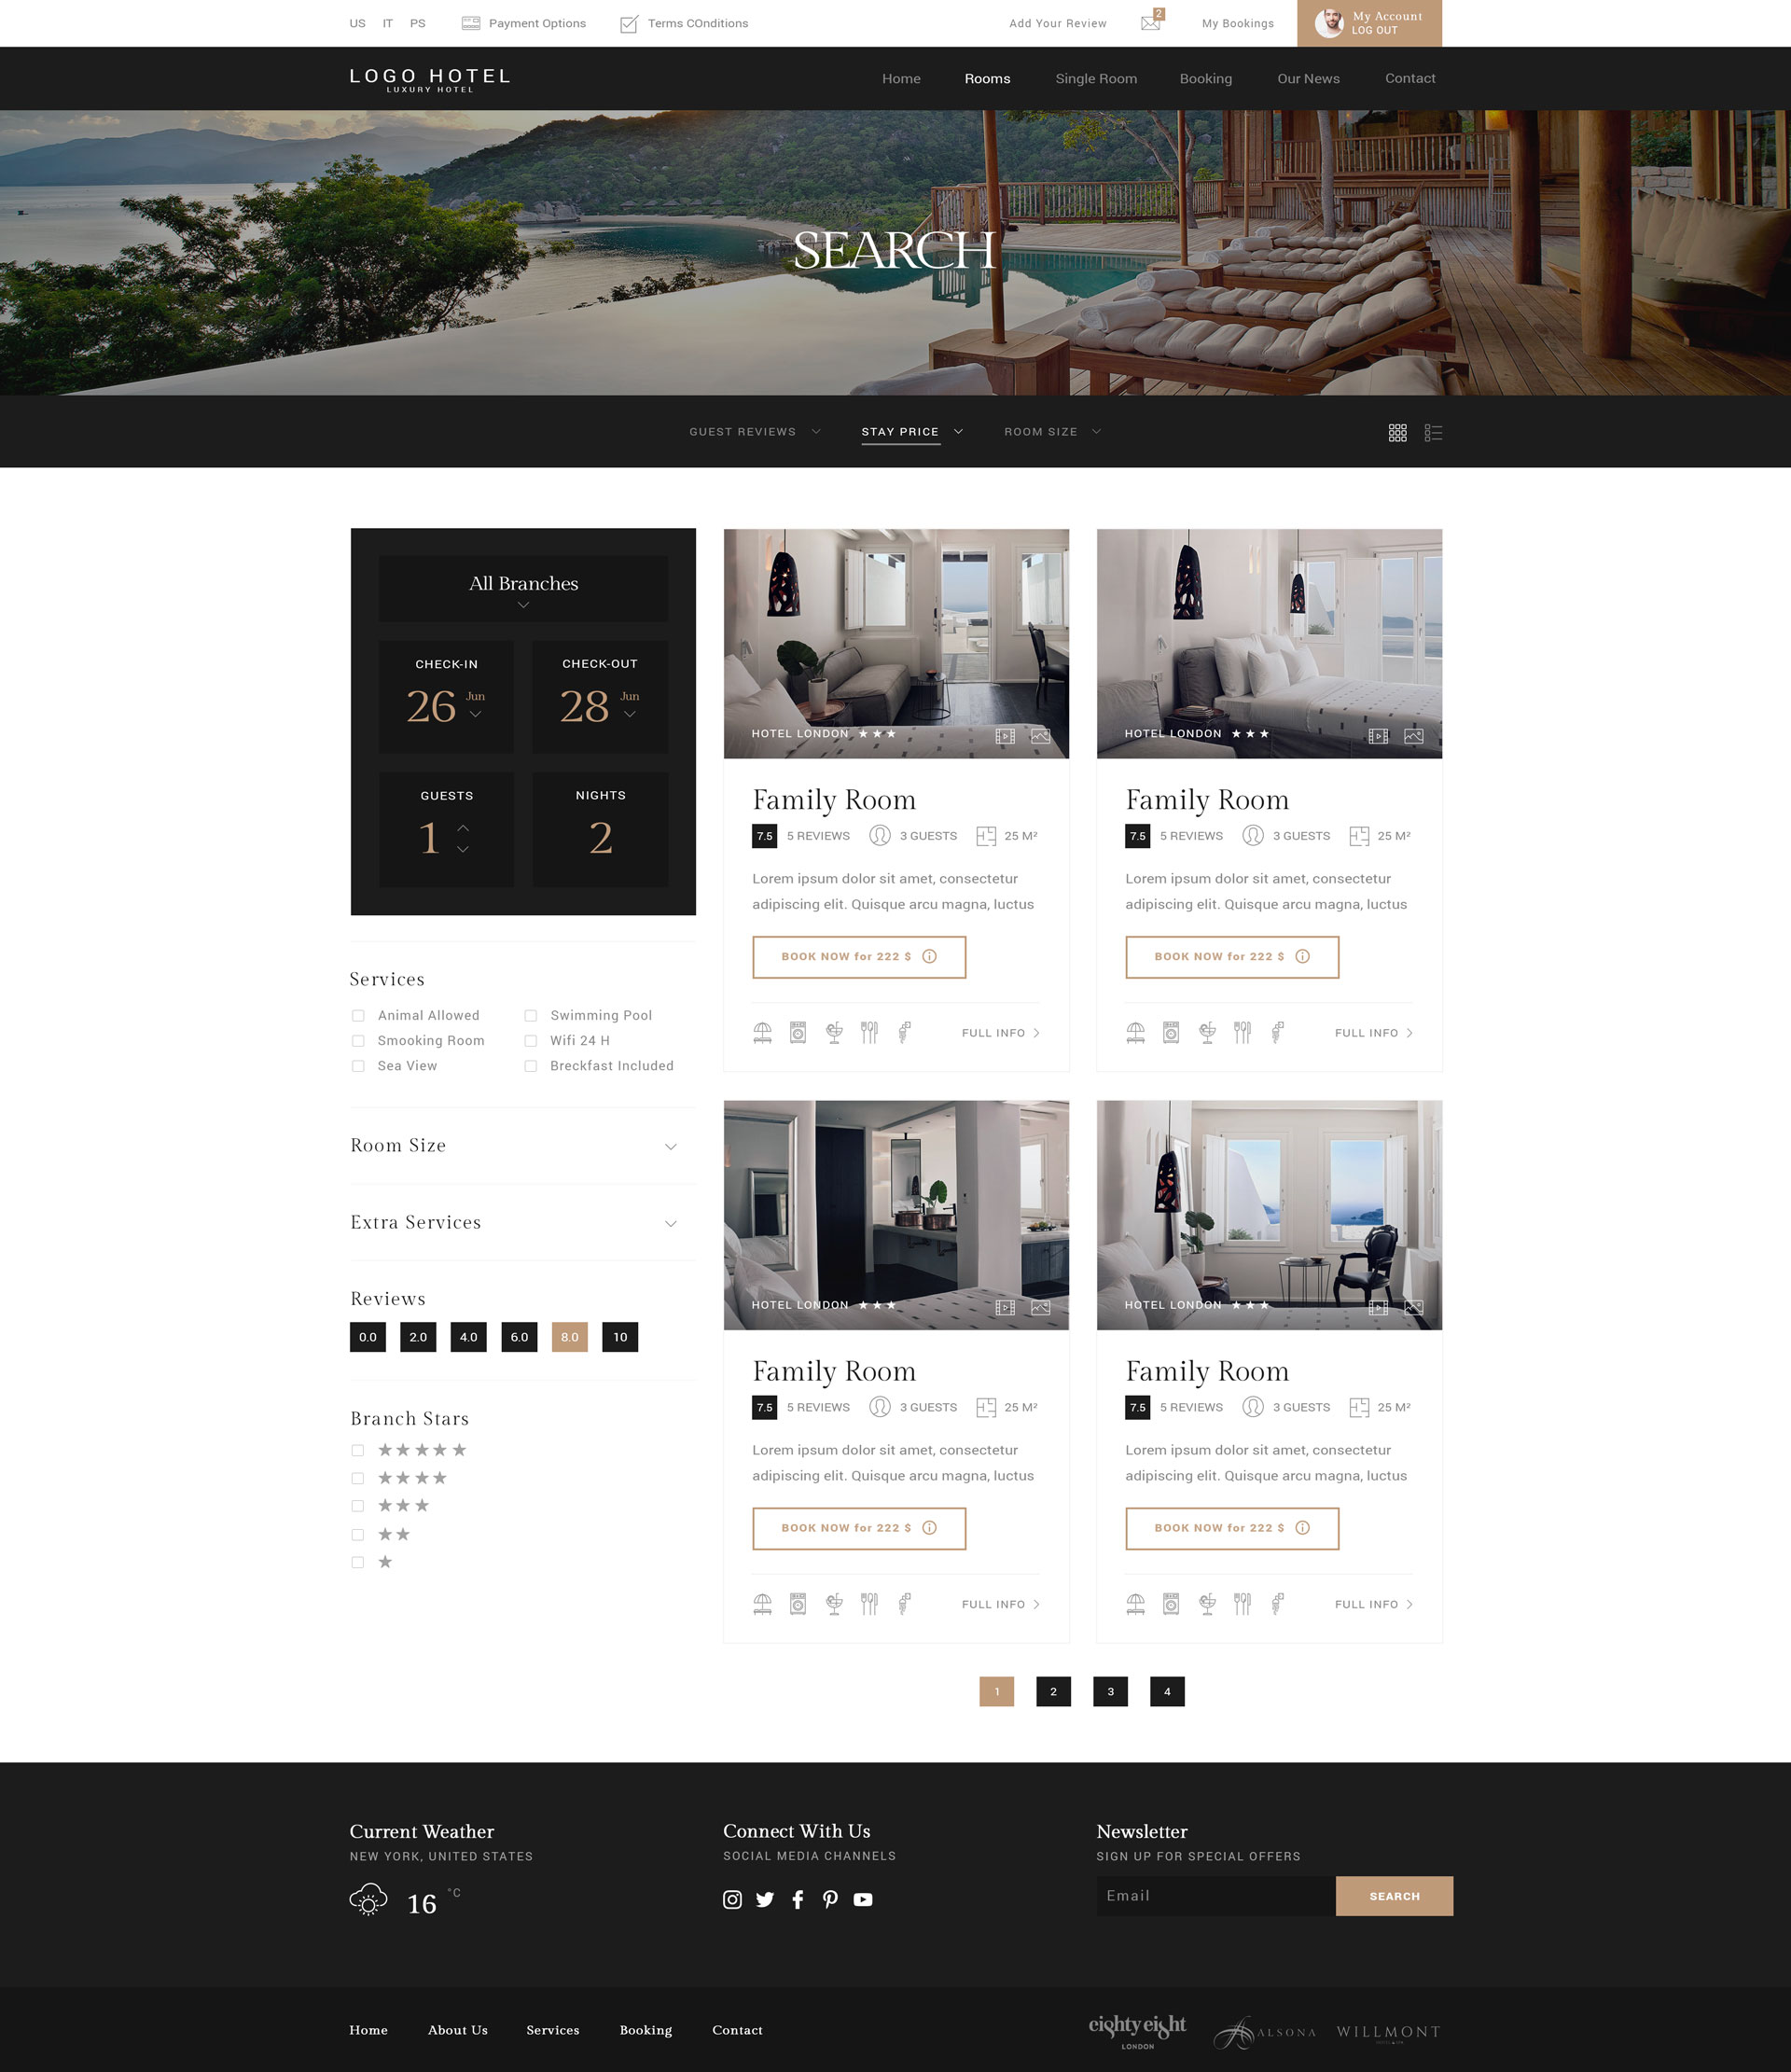 US IT PS Payment Options Terms COnditions Add Your Review 2 My Bookings My Account
LOG OUT
LOGO HOTEL
LUXURY HOTEL
Home Rooms Single Room Booking Our News Contact
SEARCH
GUEST REVIEWS STAY PRICE ROOM SIZE
All Branches
CHECK-IN CHECK-OUT
26 Jun 28 Jun
GUESTS NIGHTS
1 2
Services
Animal Allowed Swimming Pool
Smooking Room Wifi 24 H
Sea View Breckfast Included
Room Size
Extra Services
Reviews
0.0 2.0 4.0 6.0 8.0 10
Branch Stars
HOTEL LONDON
Family Room
7.5 5 REVIEWS 3 GUESTS 25 M²
Lorem ipsum dolor sit amet, consectetur
adipiscing elit. Quisque arcu magna, luctus
BOOK NOW for 222 $
FULL INFO
HOTEL LONDON
Family Room
7.5 5 REVIEWS 3 GUESTS 25 M²
Lorem ipsum dolor sit amet, consectetur
adipiscing elit. Quisque arcu magna, luctus
BOOK NOW for 222 $
FULL INFO
HOTEL LONDON
Family Room
7.5 5 REVIEWS 3 GUESTS 25 M²
Lorem ipsum dolor sit amet, consectetur
adipiscing elit. Quisque arcu magna, luctus
BOOK NOW for 222 $
FULL INFO
HOTEL LONDON
Family Room
7.5 5 REVIEWS 3 GUESTS 25 M²
Lorem ipsum dolor sit amet, consectetur
adipiscing elit. Quisque arcu magna, luctus
BOOK NOW for 222 $
FULL INFO
1 2 3 4
Current Weather
NEW YORK, UNITED STATES
16 °C
Connect With Us
SOCIAL MEDIA CHANNELS
Newsletter
SIGN UP FOR SPECIAL OFFERS
Email SEARCH
Home About Us Services Booking Contact
eighty eight
LONDON
ALSONA
WILLMONT